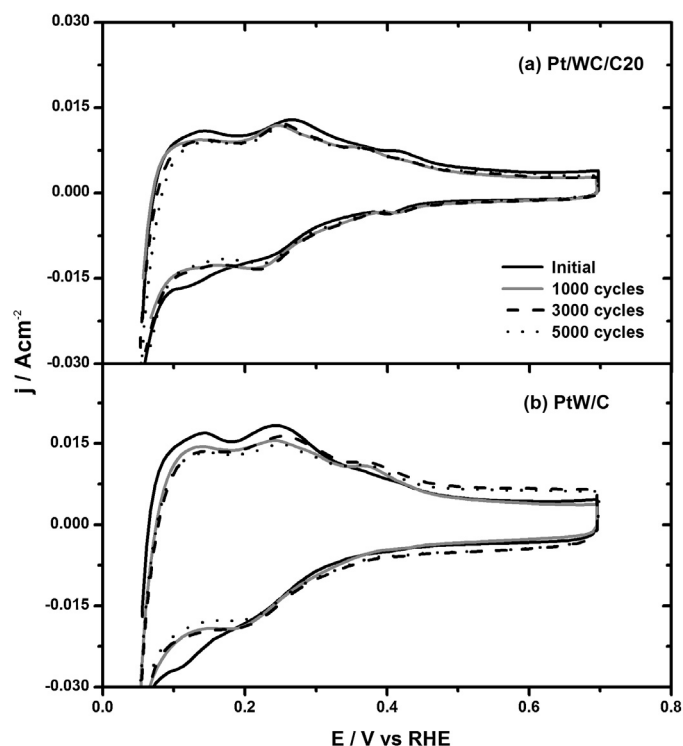 0.030
(a) Pt/WC/C20
0.015
0.000
Initial
1000 cycles
3000 cycles
5000 cycles
-0.015
-0.030
j / Acm⁻²
(b) PtW/C
0.015
0.000
-0.015
-0.030
0.0 0.2 0.4 0.6 0.8
E / V vs RHE